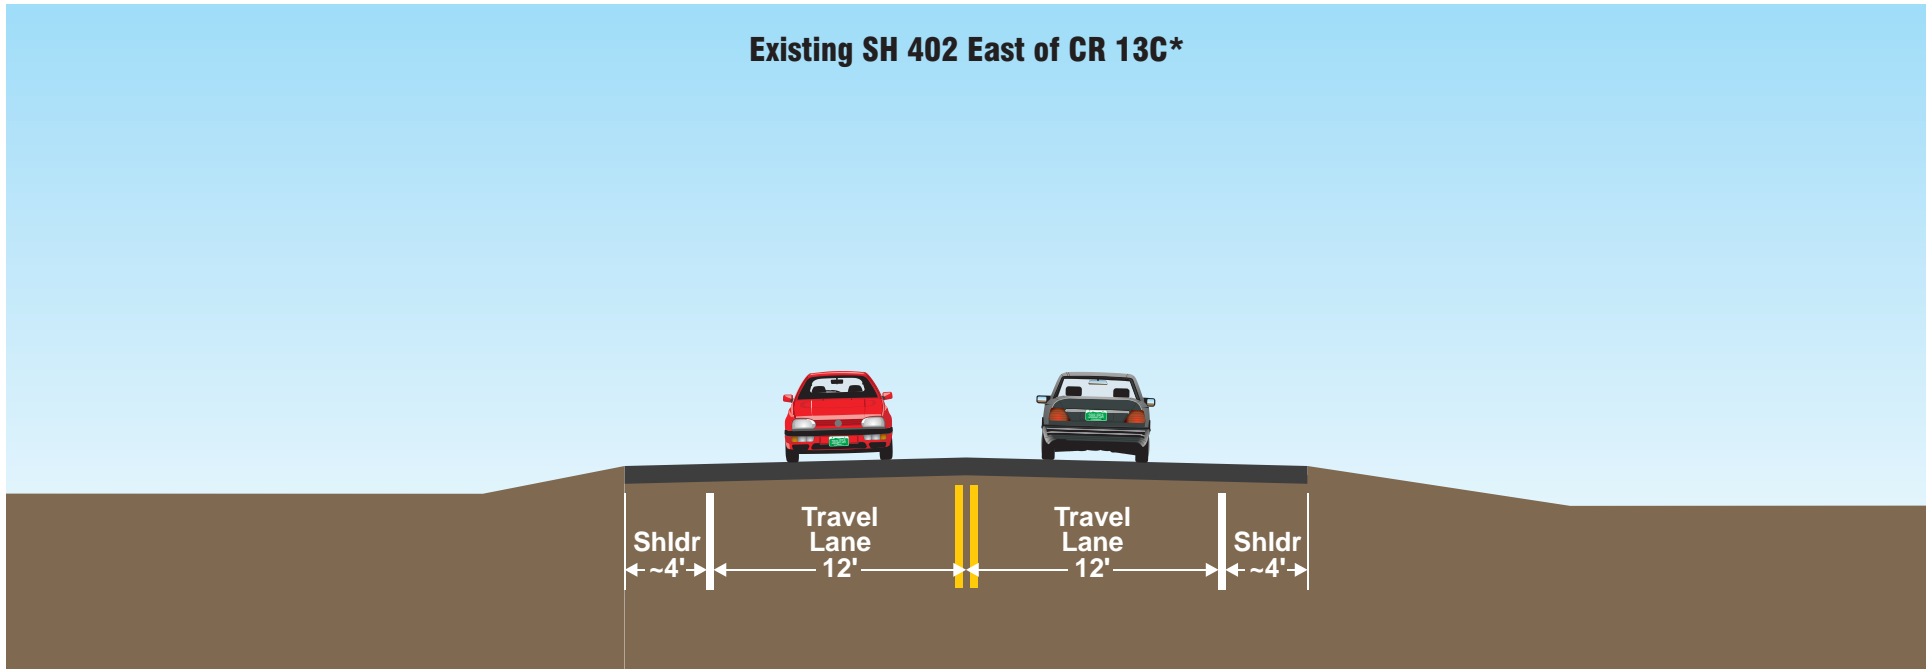 Existing SH 402 East of CR 13C*
Shldr
~4'
Travel
Lane
12'
Travel
Lane
12'
Shldr
~4'